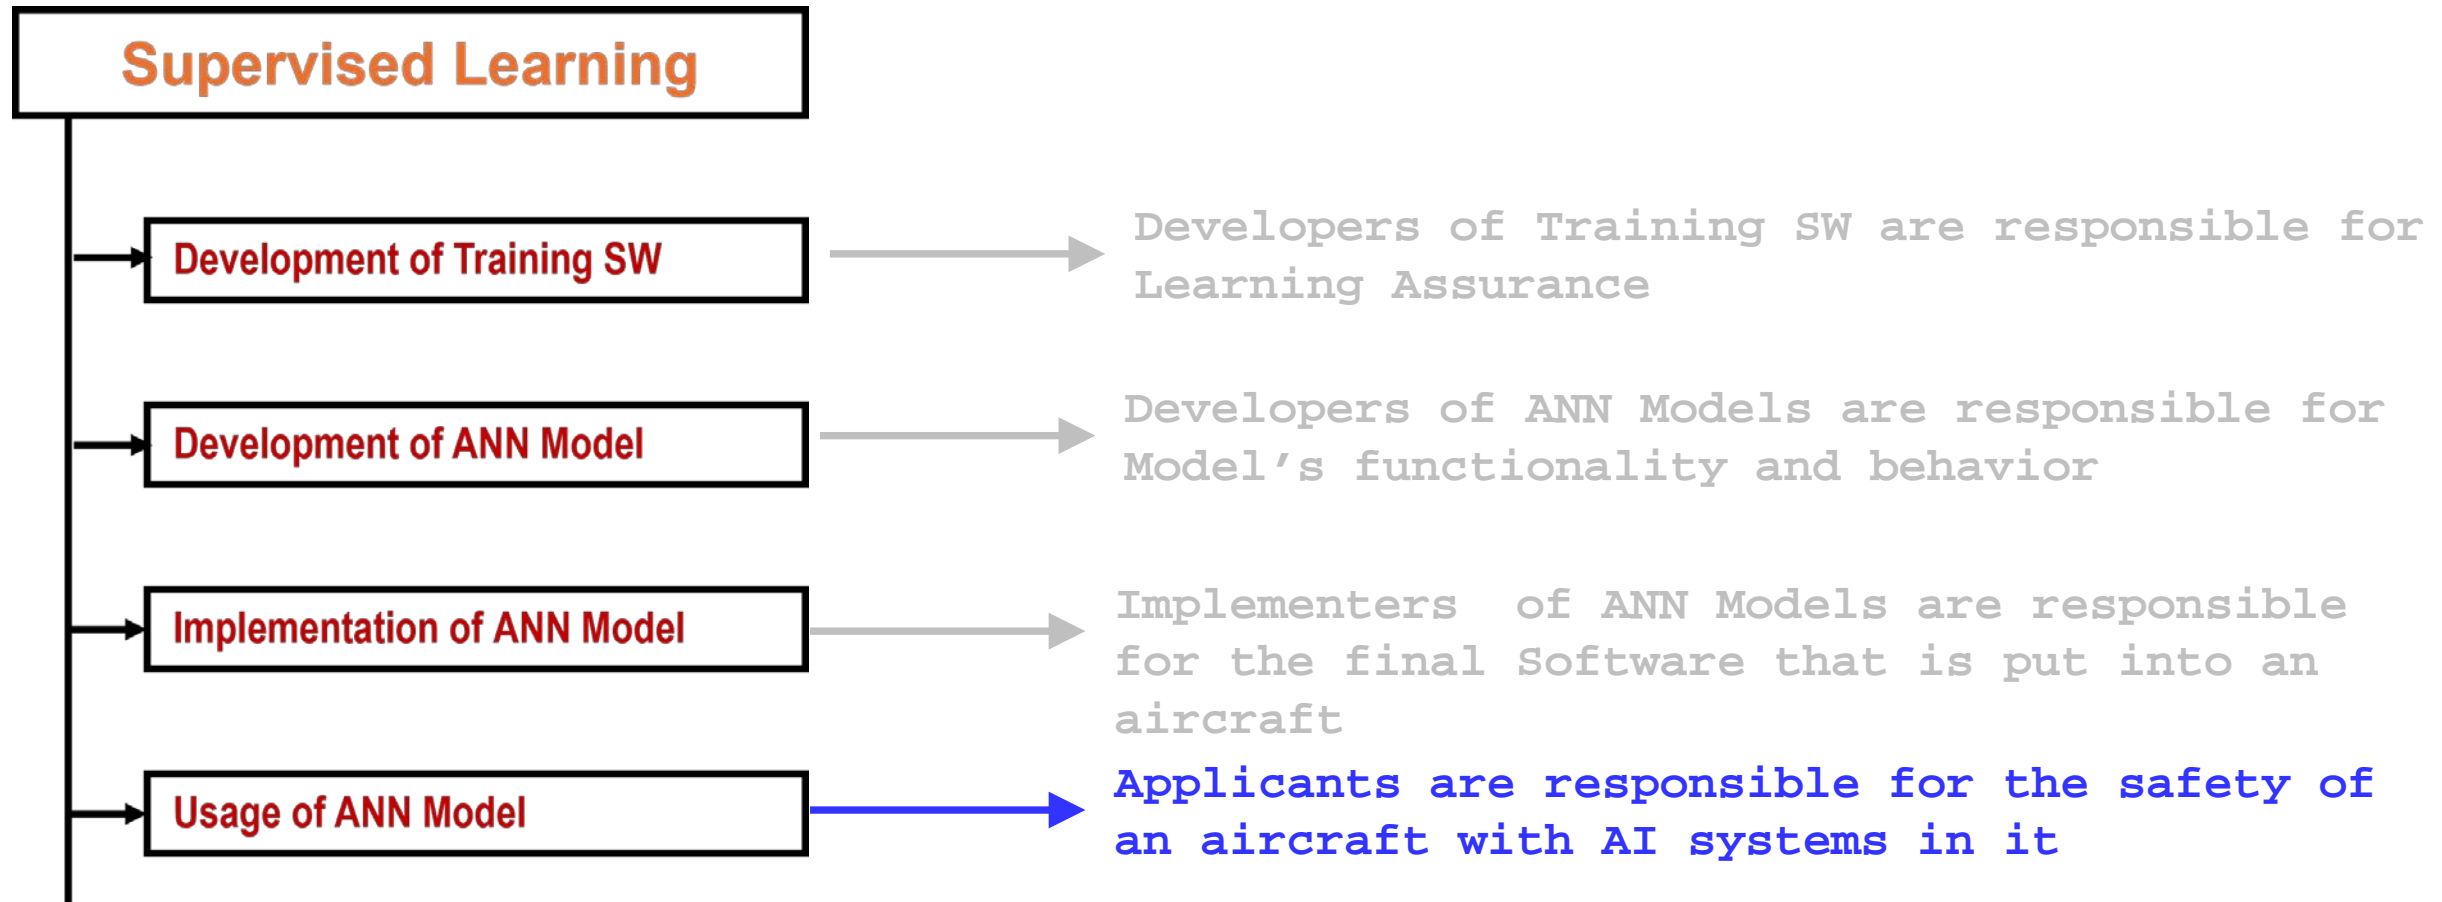 Supervised Learning
Development of Training SW
Developers of Training SW are responsible for
Learning Assurance
Development of ANN Model
Developers of ANN Models are responsible for
Model’s functionality and behavior
Implementation of ANN Model
Implementers  of ANN Models are responsible
for the final Software that is put into an
aircraft
Usage of ANN Model
Applicants are responsible for the safety of
an aircraft with AI systems in it